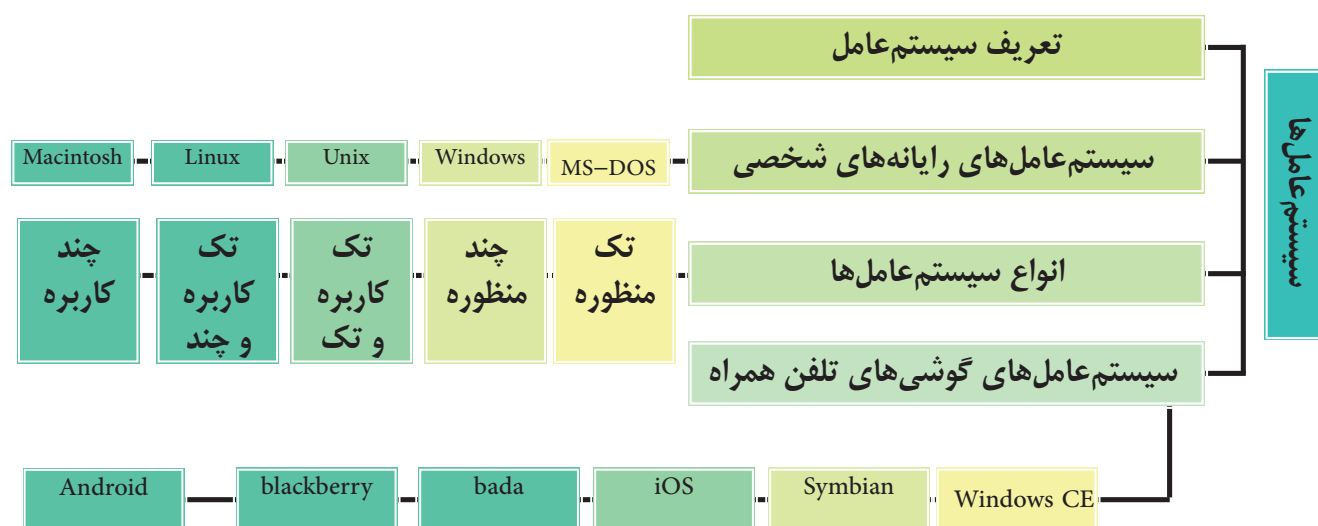 سیستم‌عامل‌ها
تعریف سیستم‌عامل
سیستم‌عامل‌های رایانه‌های شخصی
MS–DOS
Windows
Unix
Linux
Macintosh
انواع سیستم‌عامل‌ها
تک
منظوره
چند
منظوره
تک
کاربره
و تک
تک
کاربره
و چند
چند
کاربره
سیستم‌عامل‌های گوشی‌های تلفن همراه
Windows CE
Symbian
iOS
bada
blackberry
Android